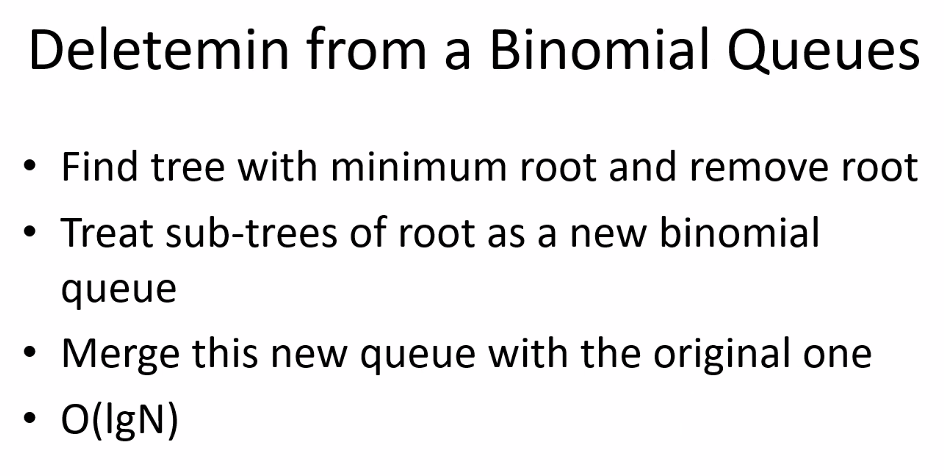 Deletemin from a Binomial Queues
• Find tree with minimum root and remove root
• Treat sub-trees of root as a new binomial
queue
• Merge this new queue with the original one
• O(lgN)